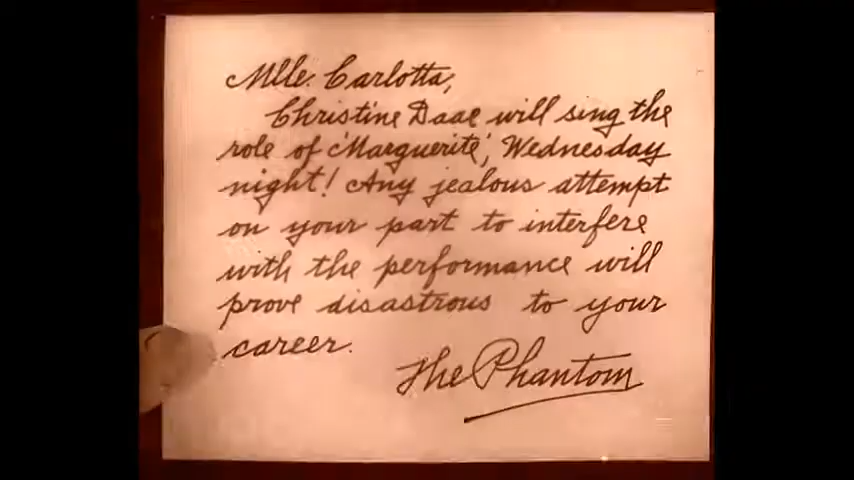 Mlle. Carlotta,
Christine Daae will sing the
role of 'Marguerite', Wednesday
night! Any jealous attempt
on your part to interfere
with the performance will
prove disastrous to your
career.
The Phantom